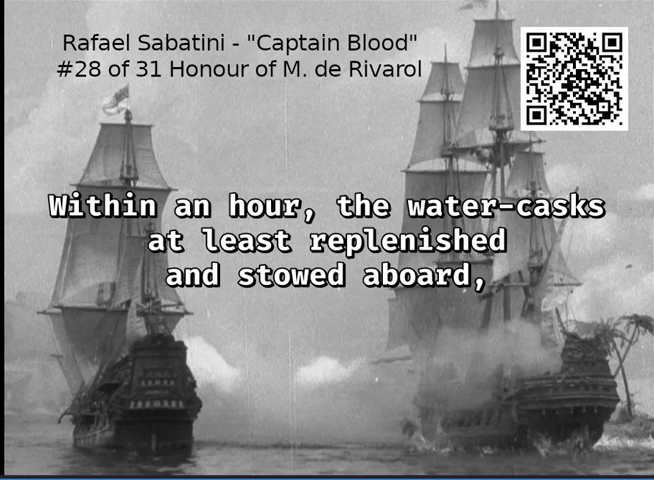 Rafael Sabatini - "Captain Blood"
#28 of 31 Honour of M. de Rivarol
Within an hour, the water-casks
at least replenished
and stowed aboard,